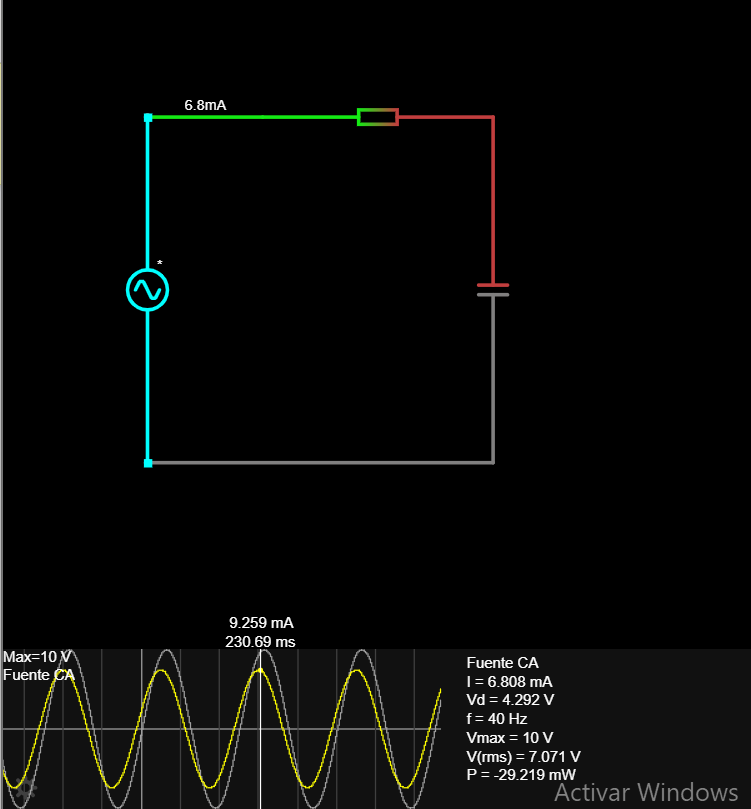 6.8mA
*
9.259 mA
230.69 ms
Max=10 V
Fuente CA
Fuente CA
I = 6.808 mA
Vd = 4.292 V
f = 40 Hz
Vmax = 10 V
V(rms) = 7.071 V
P = -29.219 mW
Activar Windows